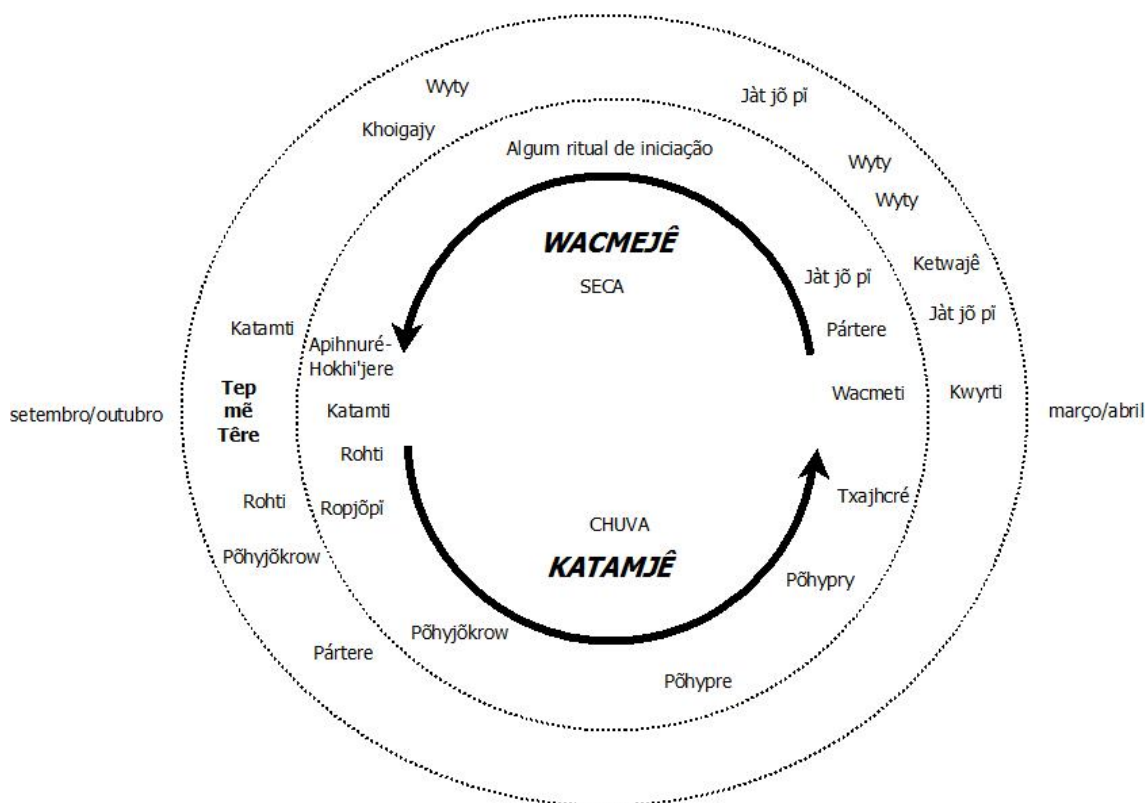 Wyty
Jàt jõ pĩ
Khoigajy
Algum ritual de iniciação
Wyty
Wyty
WACMEJÊ
SECA
Jàt jõ pĩ
Ketwajê
Jàt jõ pĩ
Katamti
Apihnuré-
Hokhi'jere
Pártere
Tep
mẽ
Têre
setembro/outubro
Katamti
Wacmeti
Kwyrti
março/abril
Rohti
Rohti
Ropjõpĩ
Txajhcré
CHUVA
KATAMJÊ
Põhyjõkrow
Põhypry
Põhyjõkrow
Pártere
Põhypre